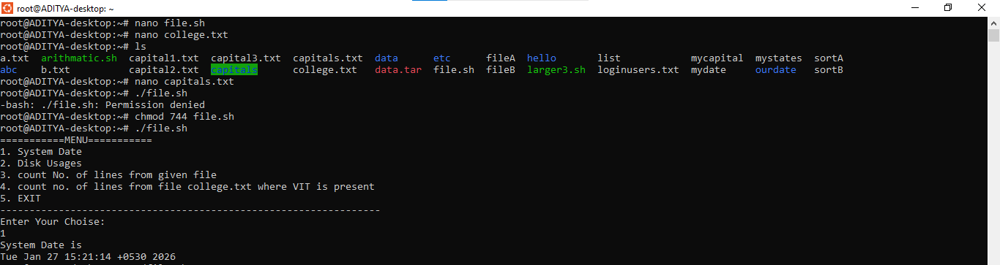 root@ADITYA-desktop: ~
root@ADITYA-desktop:~# nano file.sh
root@ADITYA-desktop:~# nano college.txt
root@ADITYA-desktop:~# ls
a.txt arithmatic.sh capital1.txt capital3.txt capitals.txt data etc fileA hello list mycapital mystates sortA
abc b.txt capital2.txt capitals college.txt data.tar file.sh fileB larger3.sh loginusers.txt mydate ourdate sortB
root@ADITYA-desktop:~# nano capitals.txt
root@ADITYA-desktop:~# ./file.sh
-bash: ./file.sh: Permission denied
root@ADITYA-desktop:~# chmod 744 file.sh
root@ADITYA-desktop:~# ./file.sh
===========MENU===========
1. System Date
2. Disk Usages
3. count No. of lines from given file
4. count no. of lines from file college.txt where VIT is present
5. EXIT
-----------------------------------------------------------------
Enter Your Choise:
1
System Date is
Tue Jan 27 15:21:14 +0530 2026